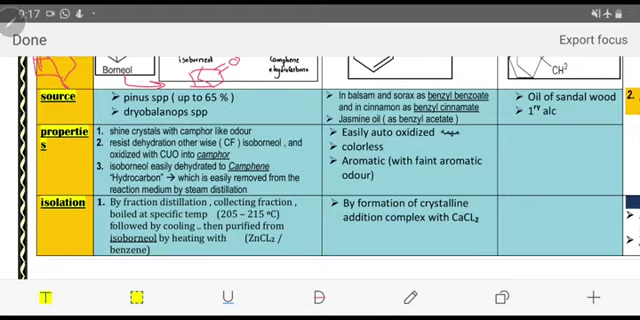 9:17
Done
Export focus
Borneol
isoborneol
Camphene
hydrocarbone
CH3
source
pinus spp ( up to 65 % )
dryobalanops spp
In balsam and sorax as benzyl benzoate
and in cinnamon as benzyl cinnamate
Jasmine oil ( as benzyl acetate)
Oil of sandal wood
1ry alc
2.
propertie
s
1. shine crystals with camphor like odour
2. resist dehydration other wise ( CF) isoborneol , and
oxidized with CUO into camphor
3. isoborneol easily dehydrated to Camphene
"Hydrocarbon" → which is easily removed from the
reaction medium by steam distillation
Easily auto oxidized
colorless
Aromatic (with faint aromatic
odour)
isolation
1. By fraction distillation , collecting fraction ,
boiled at specific temp (205 – 215 ºC)
followed by cooling .. then purified from
isoborneol by heating with (ZnCL₂ /
benzene)
By formation of crystalline
addition complex with CaCL₂